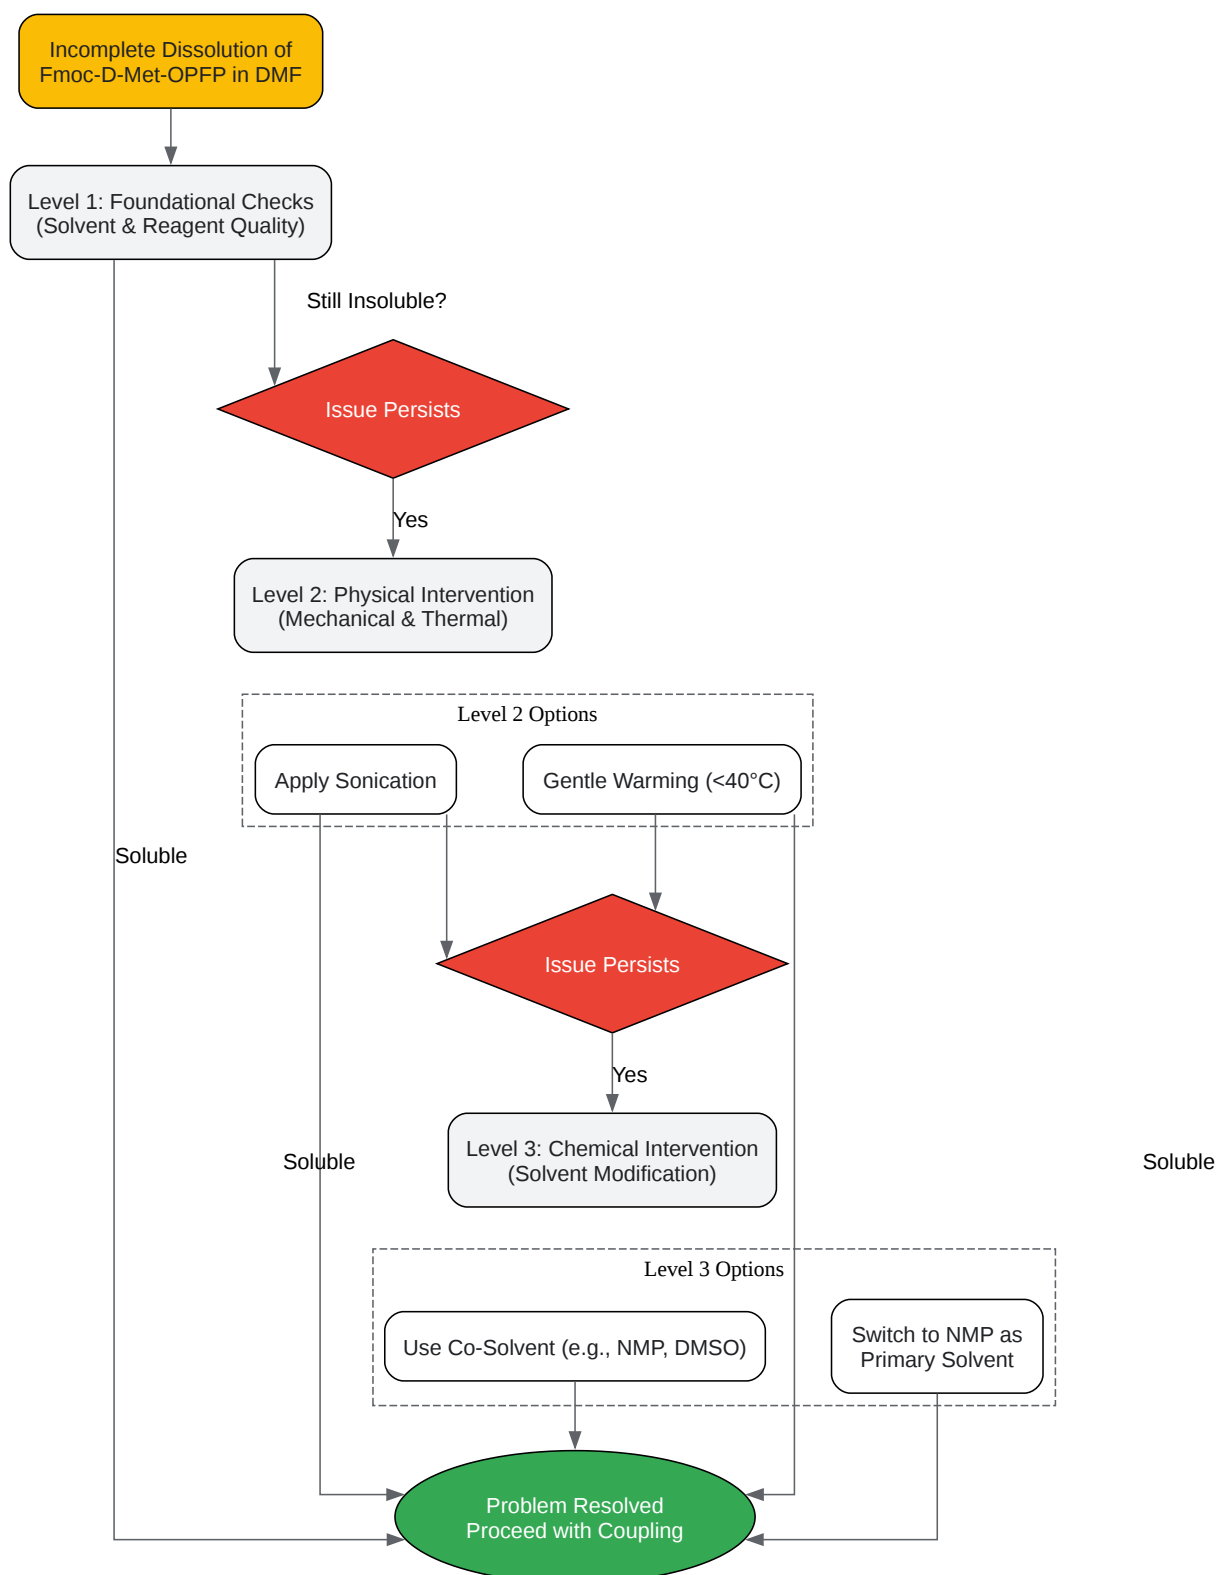 Incomplete Dissolution of
Fmoc-D-Met-OPFP in DMF
Level 1: Foundational Checks
(Solvent & Reagent Quality)
Still Insoluble?
Issue Persists
Yes
Level 2: Physical Intervention
(Mechanical & Thermal)
Level 2 Options
Apply Sonication
Gentle Warming (<40°C)
Soluble
Issue Persists
Yes
Level 3: Chemical Intervention
(Solvent Modification)
Soluble
Soluble
Level 3 Options
Use Co-Solvent (e.g., NMP, DMSO)
Switch to NMP as
Primary Solvent
Problem Resolved
Proceed with Coupling